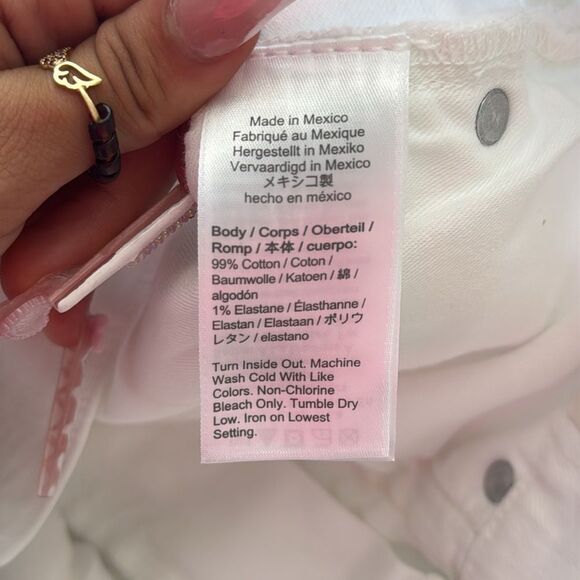 Made in Mexico
Fabriqué au Mexique
Hergestellt in Mexiko
Vervaardigd in Mexico
メキシコ製
hecho en méxico
Body / Corps / Oberteil /
Romp / 本体 / cuerpo:
99% Cotton / Coton /
Baumwolle / Katoen / 綿 /
algodón
1% Elastane / Élasthanne /
Elastan / Elastaan / ポリウ
レタン / elastano
Turn Inside Out. Machine
Wash Cold With Like
Colors. Non-Chlorine
Bleach Only. Tumble Dry
Low. Iron on Lowest
Setting.